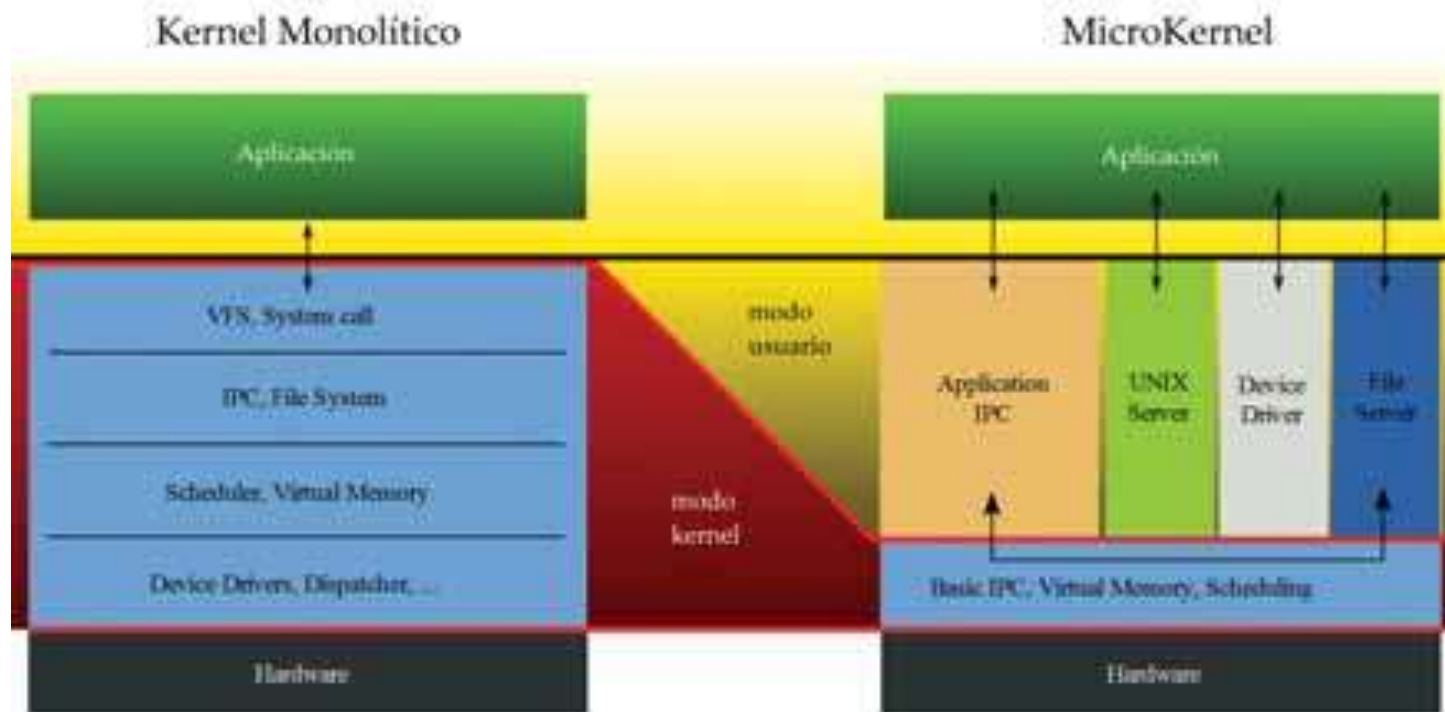 Kernel Monolítico
MicroKernel
Aplicación
Aplicación
VFS, System call
IPC, File System
Scheduler, Virtual Memory
Device Drivers, Dispatcher, ...
Hardware
modo
usuario
modo
kernel
Application
IPC
UNIX
Server
Device
Driver
File
Server
Basic IPC, Virtual Memory, Scheduling
Hardware